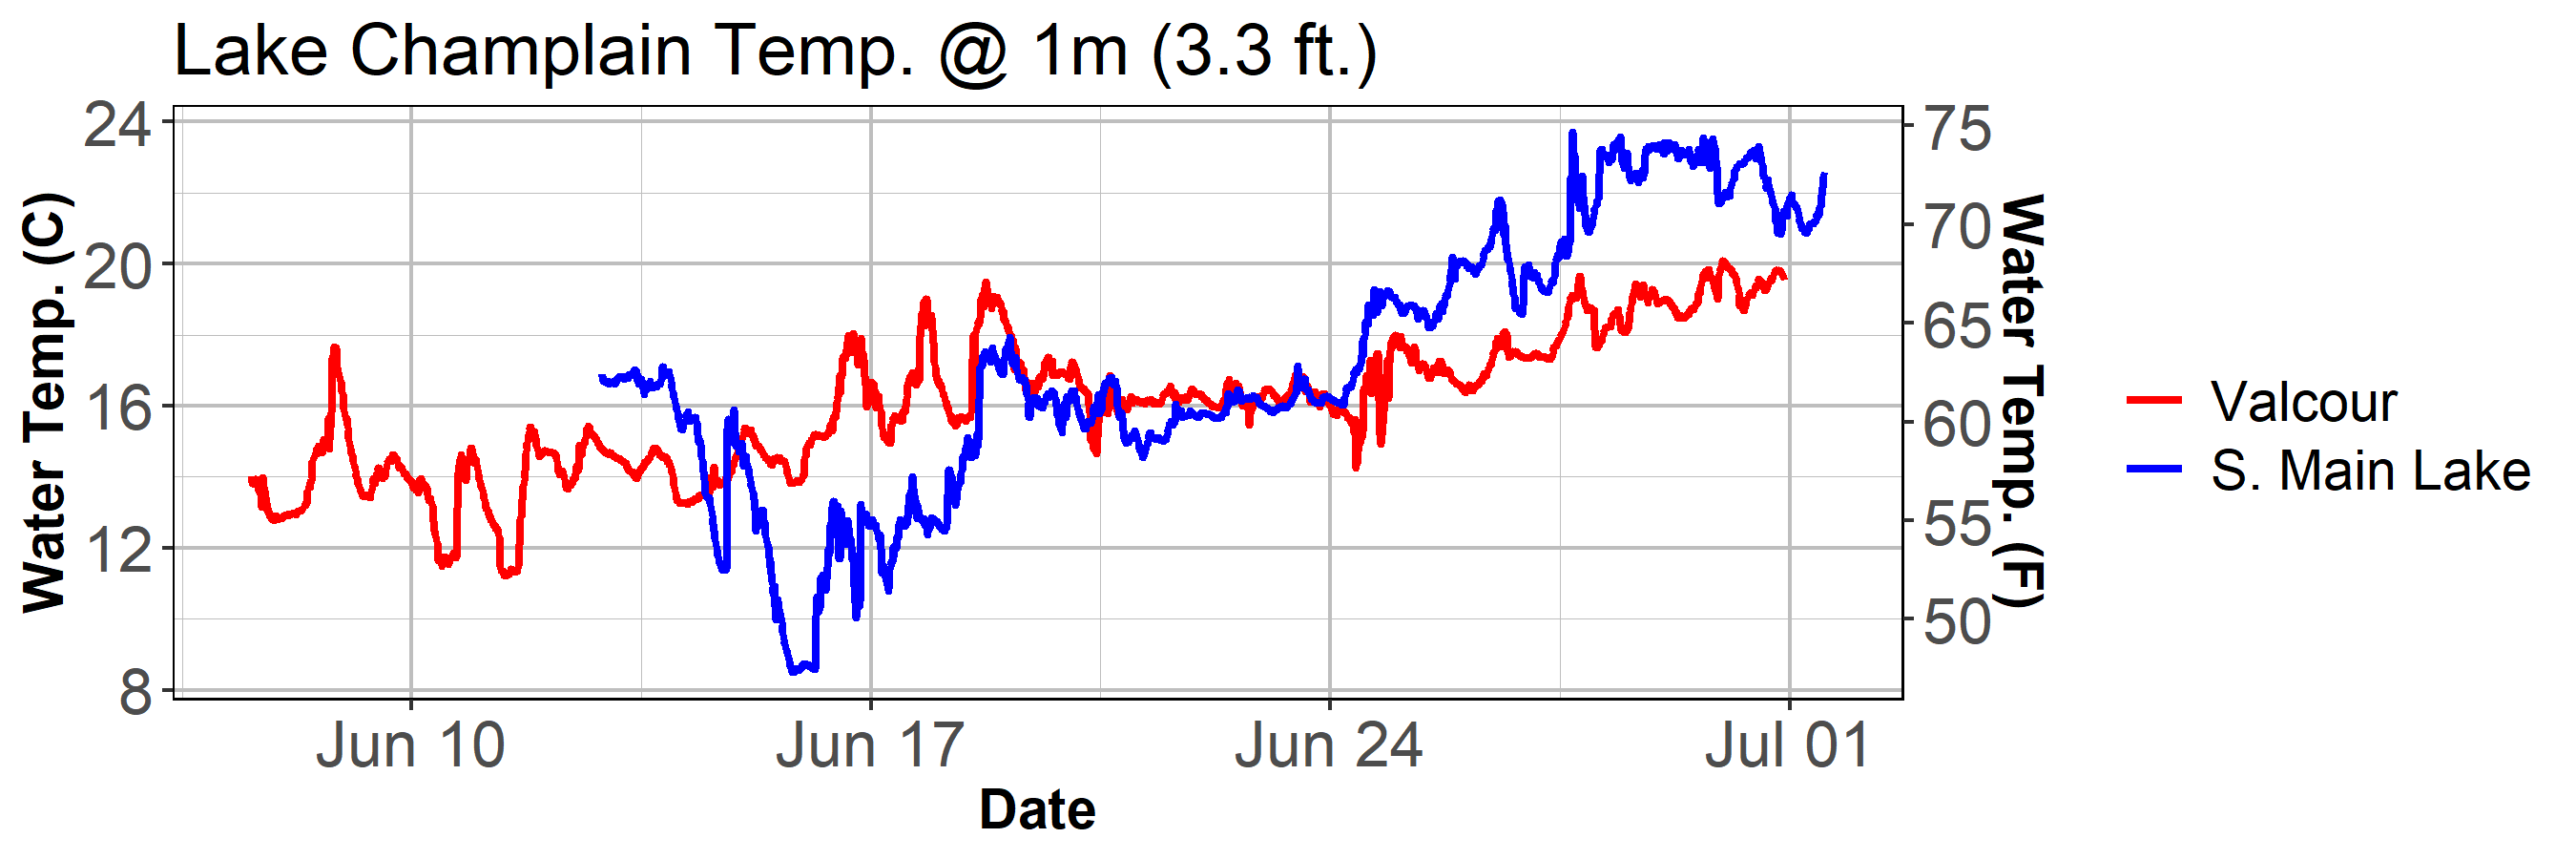 Lake Champlain Temp. @ 1m (3.3 ft.)
Water Temp. (C)
24
20
16
12
8
75
70
65
60
55
50
Water Temp. (F)
Jun 10
Jun 17
Jun 24
Jul 01
Date
Valcour
S. Main Lake